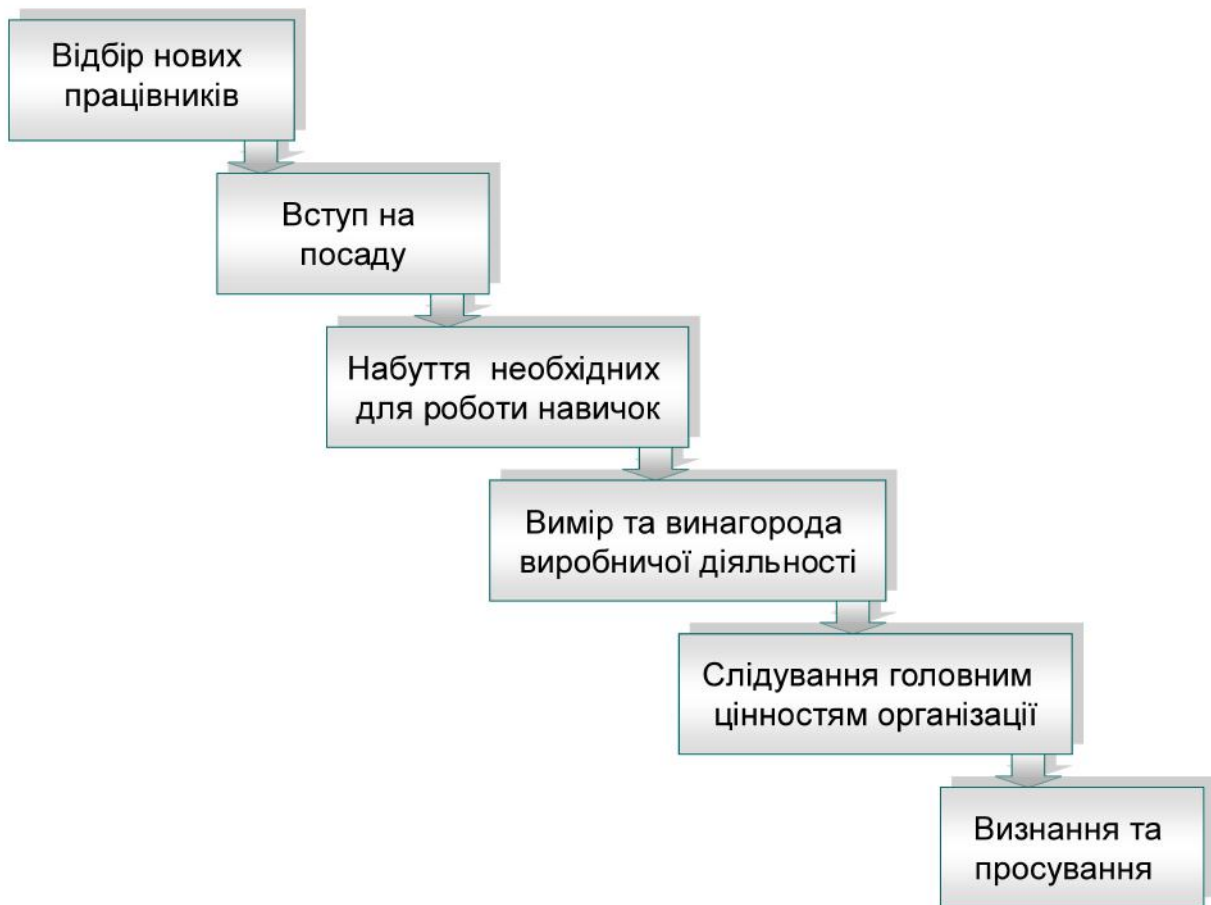 Відбір нових
працівників
Вступ на
посаду
Набуття необхідних
для роботи навичок
Вимір та винагорода
виробничої діяльності
Слідування головним
цінностям організації
Визнання та
просування